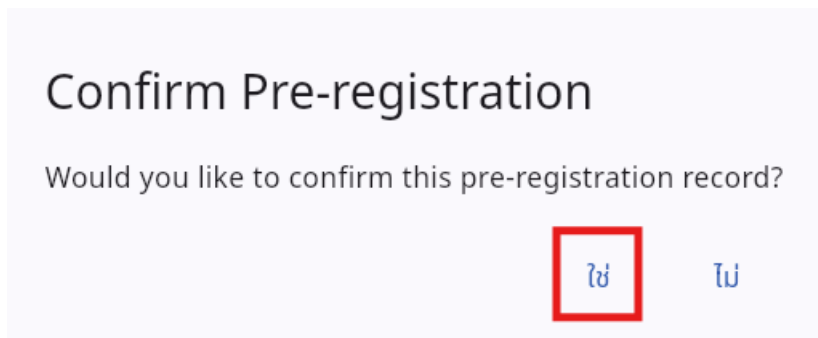 Confirm Pre-registration
Would you like to confirm this pre-registration record?
ใช่ ไม่